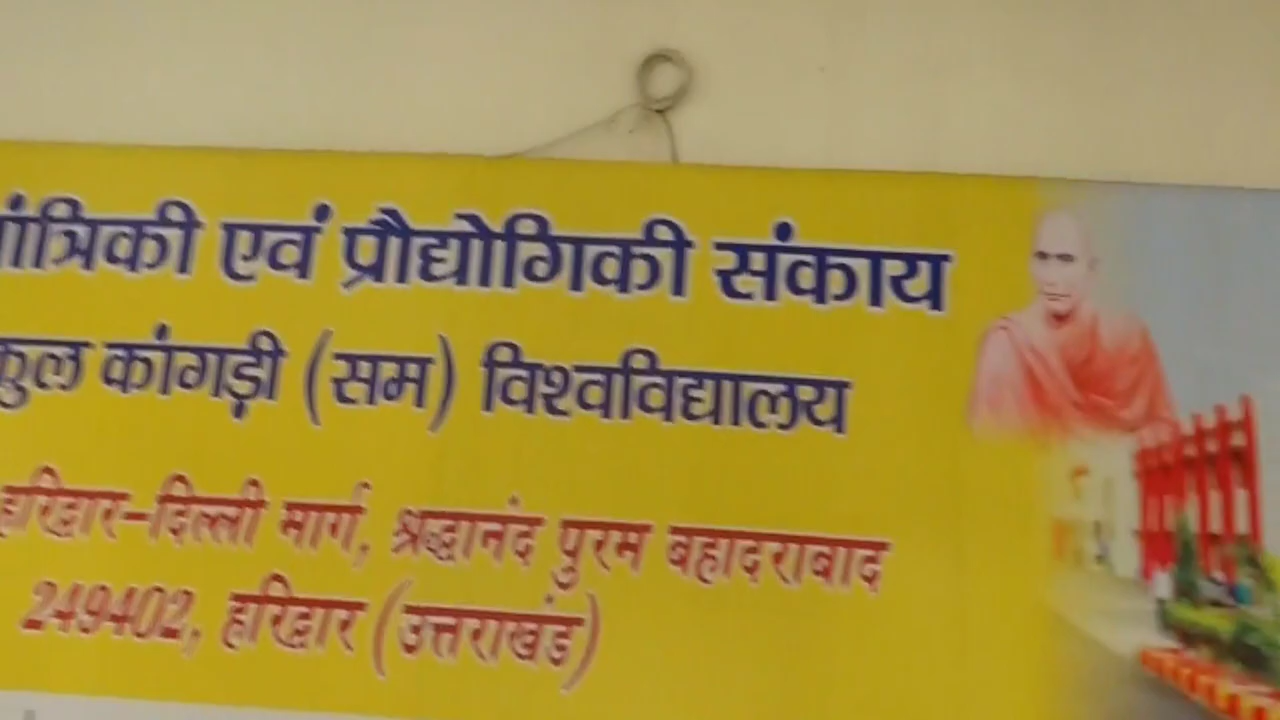 यांत्रिकी एवं प्रौद्योगिकी संकाय
कांगड़ी (सम) विश्वविद्यालय
हरिद्वार-दिल्ली मार्ग, श्रद्धानंद पुरम बहादराबाद
249402, हरिद्वार (उत्तराखंड)